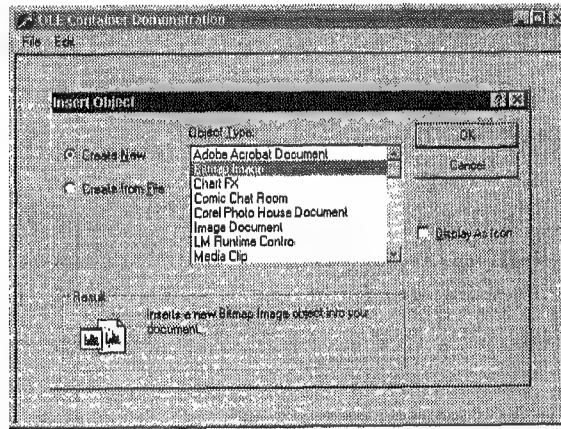 OLE Container Domunstration
File Edit
Insert Object
Create New
Create from File
Object Type:
Adobe Acrobat Document
Bitmap Image
Chart FX
Comic Chat Room
Corel Photo House Document
Image Document
LM Runtime Contro
Media Clip
OK
Cancel
Display As Icon
Result
Inserts a new Bitmap Image object into your
document.